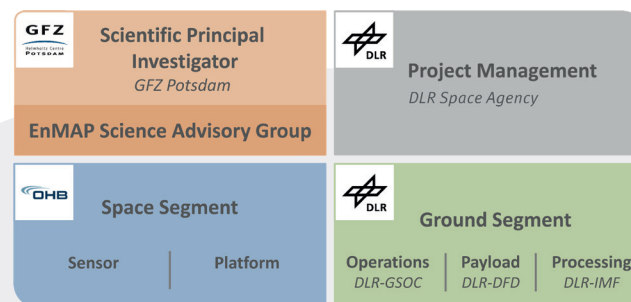 GFZ
Helmholtz Centre
POTSDAM
Scientific Principal
Investigator
GFZ Potsdam
EnMAP Science Advisory Group
DLR
Project Management
DLR Space Agency
OHB
Space Segment
Sensor
Platform
DLR
Ground Segment
Operations
DLR-GSOC
Payload
DLR-DFD
Processing
DLR-IMF